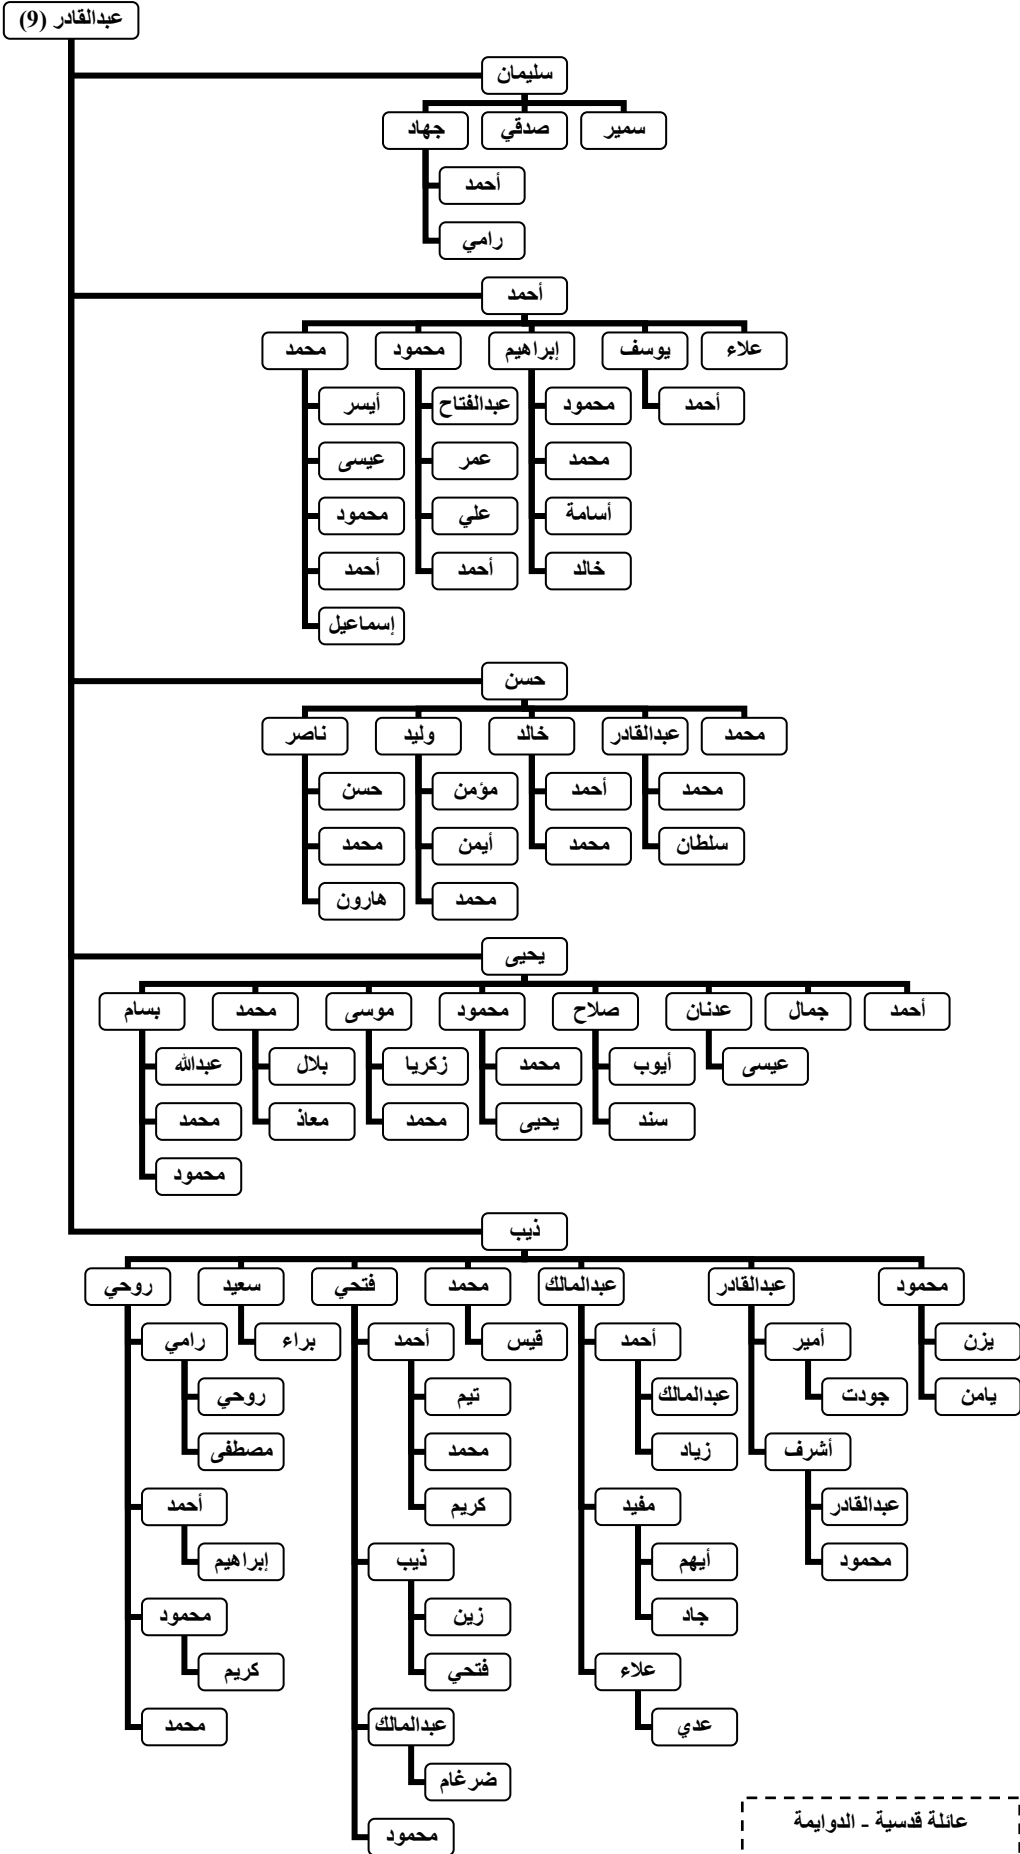 عبدالقادر (9)
سليمان
سمير
صدقي
جهاد
أحمد
رامي
أحمد
علاء
يوسف
إبراهيم
محمود
محمد
أحمد
محمود
عبدالفتاح
أيسر
محمد
عمر
عيسى
أسامة
علي
محمود
خالد
أحمد
أحمد
إسماعيل
حسن
محمد
عبدالقادر
خالد
وليد
ناصر
محمد
أحمد
مؤمن
حسن
سلطان
محمد
أيمن
محمد
محمد
هارون
يحيى
أحمد
جمال
عدنان
صلاح
محمود
موسى
محمد
بسام
عيسى
أيوب
محمد
زكريا
بلال
عبدالله
سند
يحيى
محمد
معاذ
محمد
محمود
ذيب
محمود
عبدالقادر
عبدالمالك
محمد
فتحي
سعيد
روحي
يزن
أمير
أحمد
قيس
أحمد
براء
رامي
يامن
جودت
عبدالمالك
تيم
روحي
أشرف
زياد
محمد
مصطفى
عبدالقادر
مفيد
كريم
أحمد
محمود
أيهم
ذيب
إبراهيم
جاد
زين
محمود
علاء
فتحي
كريم
عدي
عبدالمالك
محمد
ضرغام
محمود
عائلة قدسية - الدوايمة